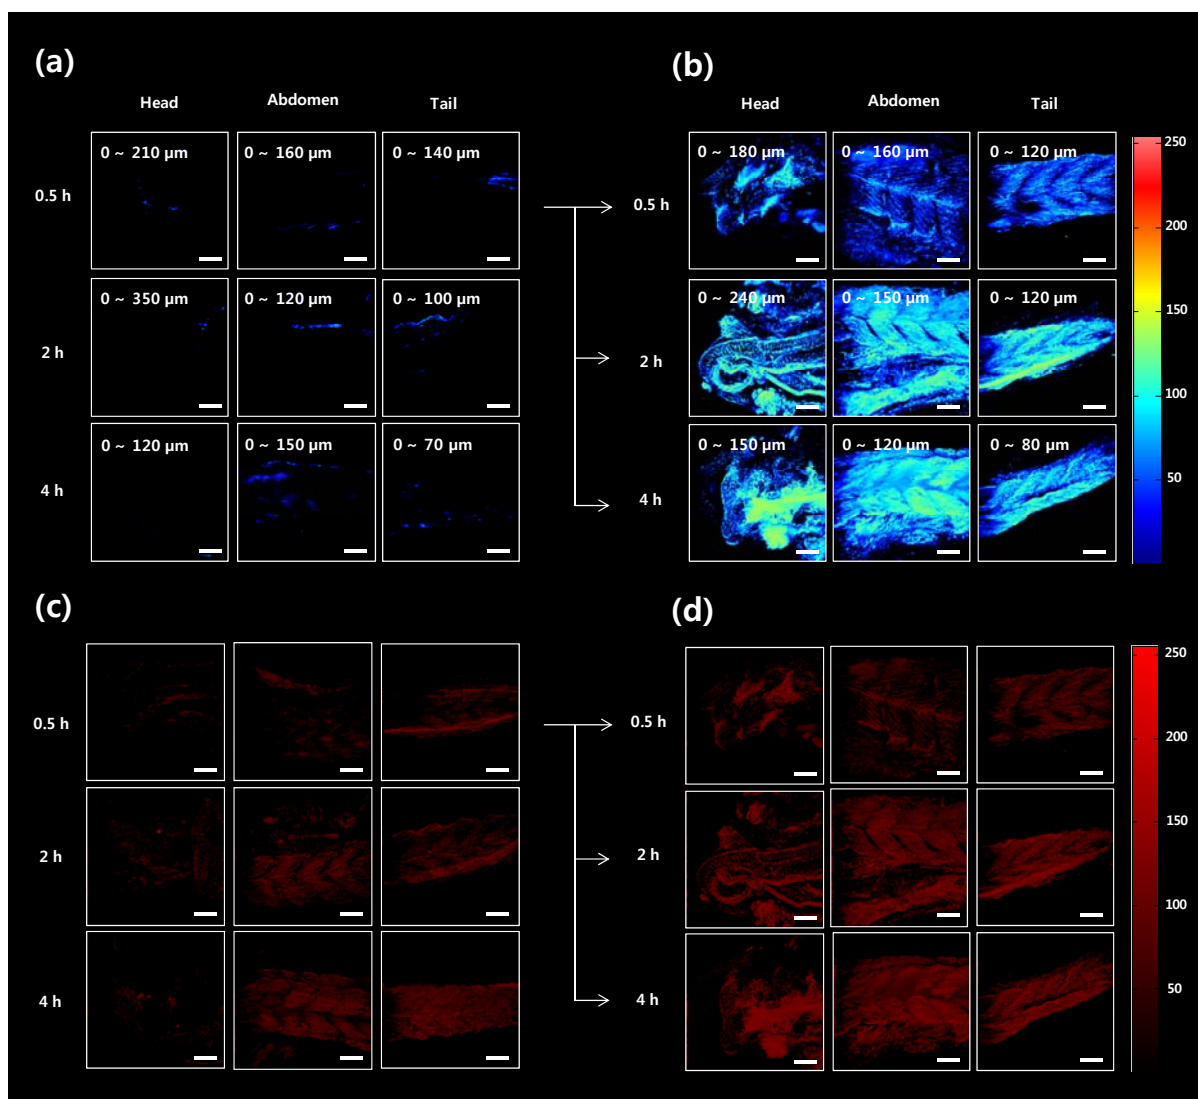 (a)
Head Abdomen Tail
0.5 h
0 ~ 210 μm 0 ~ 160 μm 0 ~ 140 μm
2 h
0 ~ 350 μm 0 ~ 120 μm 0 ~ 100 μm
4 h
0 ~ 120 μm 0 ~ 150 μm 0 ~ 70 μm
(b)
Head Abdomen Tail
0.5 h
0 ~ 180 μm 0 ~ 160 μm 0 ~ 120 μm
2 h
0 ~ 240 μm 0 ~ 150 μm 0 ~ 120 μm
4 h
0 ~ 150 μm 0 ~ 120 μm 0 ~ 80 μm
250
200
150
100
50
(c)
0.5 h
2 h
4 h
(d)
0.5 h
2 h
4 h
250
200
150
100
50